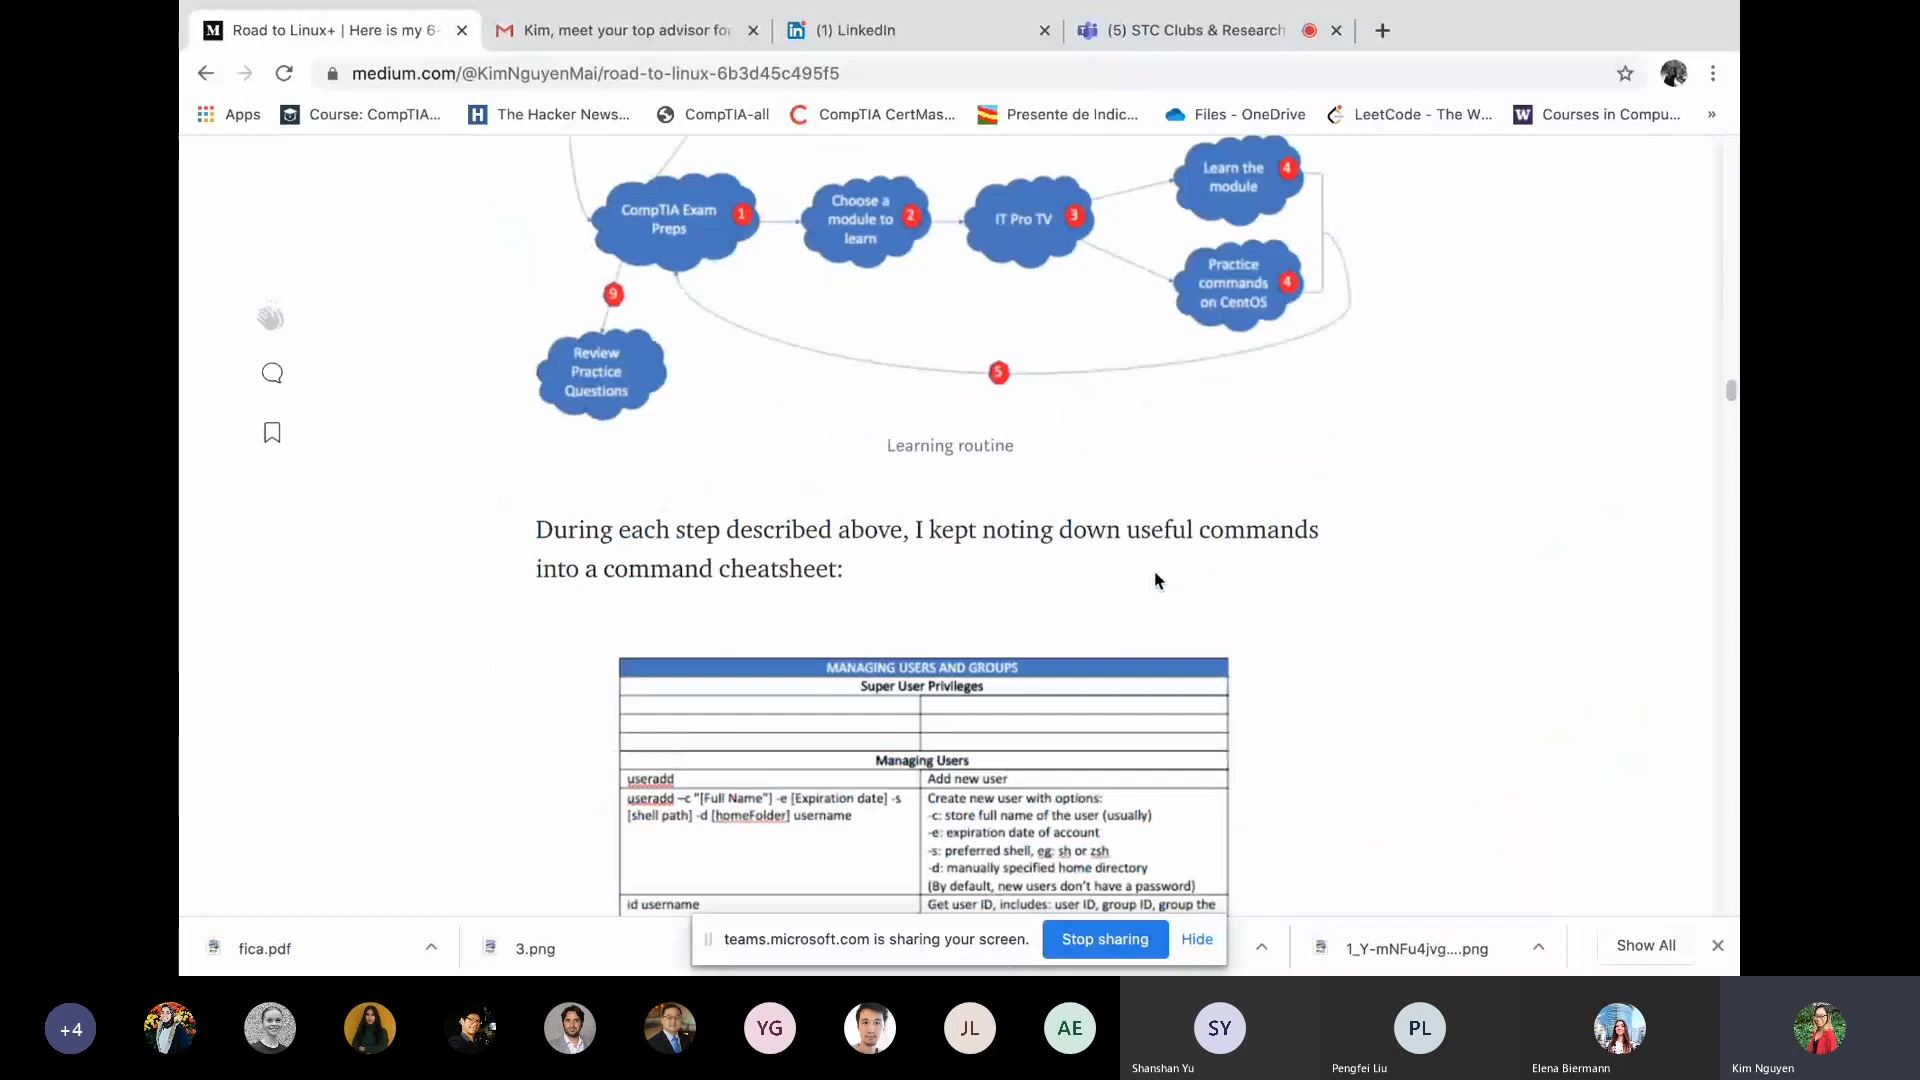 Road to Linux+ | Here is my 6-
Kim, meet your top advisor for
(1) LinkedIn
(5) STC Clubs & Research
medium.com/@KimNguyenMai/road-to-linux-6b3d45c495f5
Apps
Course: CompTIA...
The Hacker News...
CompTIA-all
CompTIA CertMas...
Presente de Indic...
Files - OneDrive
LeetCode - The W...
Courses in Compu...
»
CompTIA Exam
Preps
1
Choose a
module to
learn
2
IT Pro TV
3
Learn the
module
4
Practice
commands
on CentOS
4
9
Review
Practice
Questions
5
Learning routine
During each step described above, I kept noting down useful commands
into a command cheatsheet:
MANAGING USERS AND GROUPS
Super User Privileges
Managing Users
useradd
Add new user
useradd –c "[Full Name"] -e [Expiration date] -s
[shell path] -d [homeFolder] username
Create new user with options:
-c: store full name of the user (usually)
-e: expiration date of account
-s: preferred shell, eg: sh or zsh
-d: manually specified home directory
(By default, new users don't have a password)
id username
Get user ID, includes: user ID, group ID, group the
fica.pdf
3.png
teams.microsoft.com is sharing your screen.
Stop sharing
Hide
1_Y-mNFu4jvg....png
Show All
+4
YG
JL
AE
SY
Shanshan Yu
PL
Pengfei Liu
Elena Biermann
Kim Nguyen